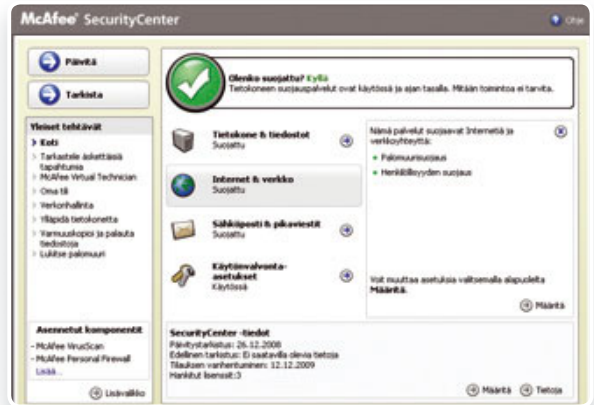 McAfee® SecurityCenter
Ohje
Päivitä
Tarkista
Yleiset tehtävät
Koti
Tarkastele äskettäisiä
tapahtumia
McAfee Virtual Technician
Oma tili
Verkonhallinta
Ylläpidä tietokonetta
Varmuuskopioi ja palauta
tiedostoja
Lukitse palomuuri
Asennetut komponentit
- McAfee VirusScan
- McAfee Personal Firewall
Lisää...
Lisävalikko
Olenko suojattu? Kyllä
Tietokoneen suojauspalvelut ovat käytössä ja ajan tasalla. Mitään toimintoa ei tarvita.
Tietokone & tiedostot
Suojattu
Internet & verkko
Suojattu
Sähköposti & pikaviestit
Suojattu
Käytönvalvonta-
asetukset
Käytössä
Nämä palvelut suojaavat Internetiä ja
verkkoyhteyttä:
• Palomuurisuojaus
• Henkilöllisyyden suojaus
Voit muuttaa asetuksia valitsemalla alapuolelta
Määritä.
Määritä
SecurityCenter -tiedot
Päivitystarkistus: 26.12.2008
Edellinen tarkistus: Ei saatavilla olevia tietoja
Tilauksen vanhentuminen: 12.12.2009
Hankitut lisenssit:3
Määritä
Tietoja